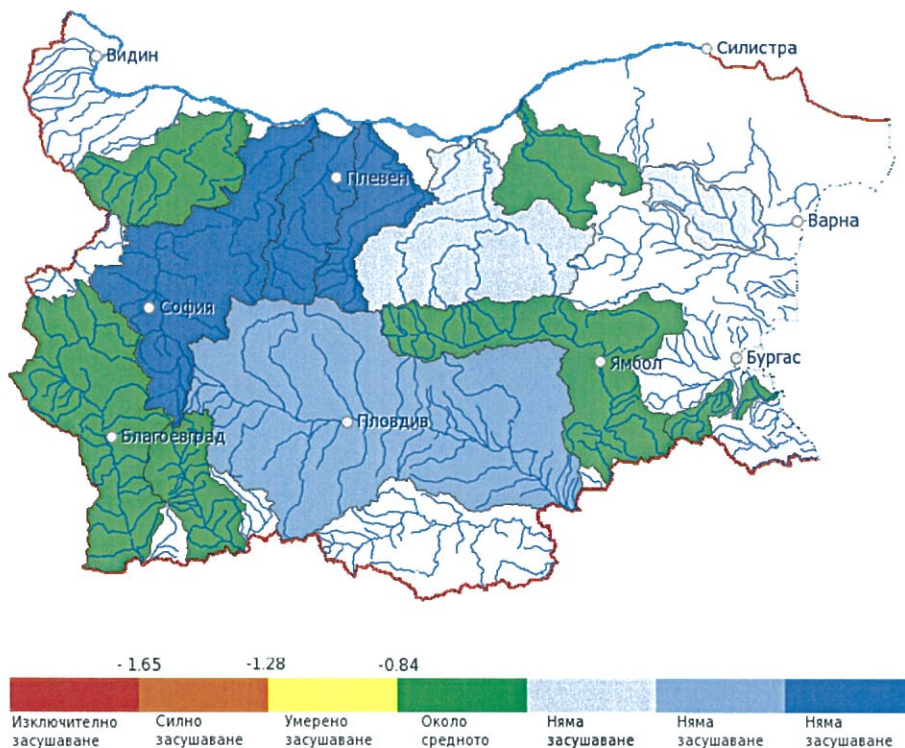 Видин
Силистра
Плевен
Варна
София
Ямбол
Бургас
Благоевград
Пловдив
- 1.65 -1.28 -0.84
Изключително Силно Умерено Около Няма Няма Няма
засушаване засушаване засушаване средното засушаване засушаване засушаване